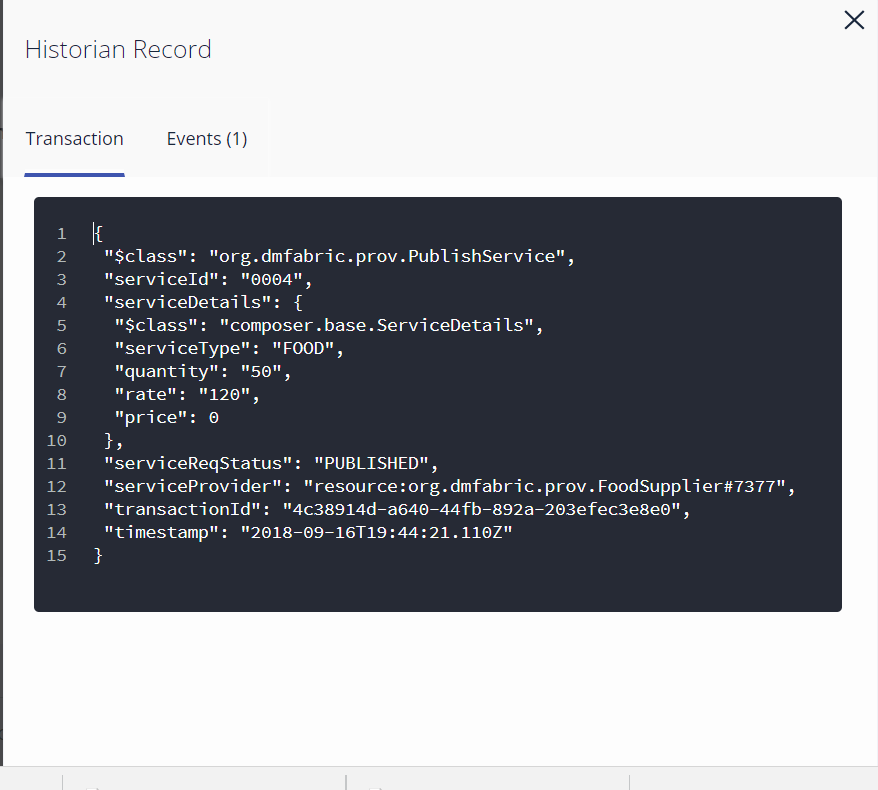 Historian Record
Transaction
Events (1)
1 {
2 "$class": "org.dmfabric.prov.PublishService",
3 "serviceId": "0004",
4 "serviceDetails": {
5 "$class": "composer.base.ServiceDetails",
6 "serviceType": "FOOD",
7 "quantity": "50",
8 "rate": "120",
9 "price": 0
10 },
11 "serviceReqStatus": "PUBLISHED",
12 "serviceProvider": "resource:org.dmfabric.prov.FoodSupplier#7377",
13 "transactionId": "4c38914d-a640-44fb-892a-203efec3e8e0",
14 "timestamp": "2018-09-16T19:44:21.110Z"
15 }